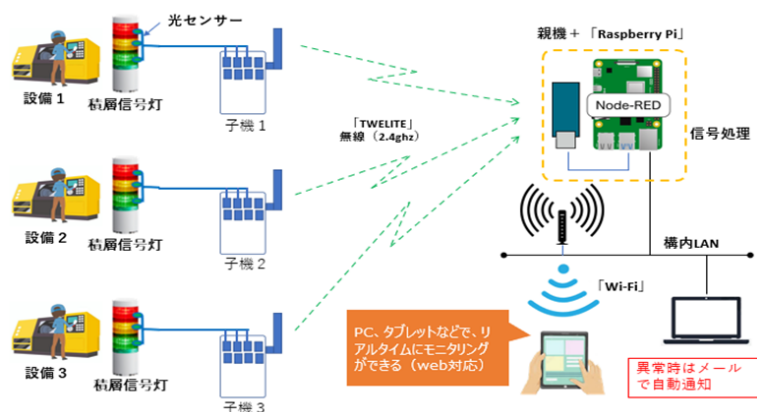 光センサー
設備 1
積層信号灯
子機 1
設備 2
積層信号灯
子機 2
設備 3
積層信号灯
子機 3
「TWELITE」
無線（2.4ghz）
親機＋「Raspberry Pi」
Node-RED
信号処理
構内LAN
「Wi-Fi」
PC、タブレットなどで、リ
アルタイムにモニタリング
ができる（web対応）
異常時はメール
で自動通知